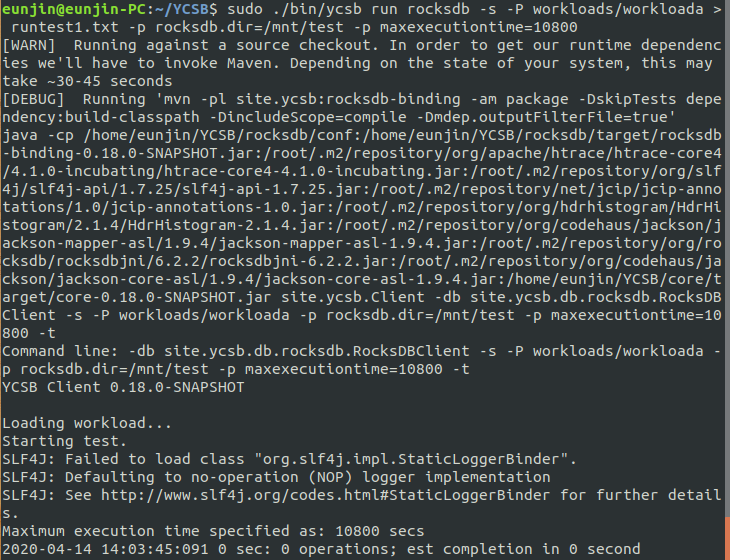 eunjin@eunjin-PC:~/YCSB$ sudo ./bin/ycsb run rocksdb -s -P workloads/workloada >
 runtest1.txt -p rocksdb.dir=/mnt/test -p maxexecutiontime=10800
[WARN]  Running against a source checkout. In order to get our runtime dependenc
ies we'll have to invoke Maven. Depending on the state of your system, this may
take ~30-45 seconds
[DEBUG]  Running 'mvn -pl site.ycsb:rocksdb-binding -am package -DskipTests depe
ndency:build-classpath -DincludeScope=compile -Dmdep.outputFilterFile=true'
java -cp /home/eunjin/YCSB/rocksdb/conf:/home/eunjin/YCSB/rocksdb/target/rocksdb
-binding-0.18.0-SNAPSHOT.jar:/root/.m2/repository/org/apache/htrace/htrace-core4
/4.1.0-incubating/htrace-core4-4.1.0-incubating.jar:/root/.m2/repository/org/slf
4j/slf4j-api/1.7.25/slf4j-api-1.7.25.jar:/root/.m2/repository/net/jcip/jcip-anno
tations/1.0/jcip-annotations-1.0.jar:/root/.m2/repository/org/hdrhistogram/HdrHi
stogram/2.1.4/HdrHistogram-2.1.4.jar:/root/.m2/repository/org/codehaus/jackson/j
ackson-mapper-asl/1.9.4/jackson-mapper-asl-1.9.4.jar:/root/.m2/repository/org/ro
cksdb/rocksdbjni/6.2.2/rocksdbjni-6.2.2.jar:/root/.m2/repository/org/codehaus/ja
ckson/jackson-core-asl/1.9.4/jackson-core-asl-1.9.4.jar:/home/eunjin/YCSB/core/t
arget/core-0.18.0-SNAPSHOT.jar site.ycsb.Client -db site.ycsb.db.rocksdb.RocksDB
Client -s -P workloads/workloada -p rocksdb.dir=/mnt/test -p maxexecutiontime=10
800 -t
Command line: -db site.ycsb.db.rocksdb.RocksDBClient -s -P workloads/workloada -
p rocksdb.dir=/mnt/test -p maxexecutiontime=10800 -t
YCSB Client 0.18.0-SNAPSHOT

Loading workload...
Starting test.
SLF4J: Failed to load class "org.slf4j.impl.StaticLoggerBinder".
SLF4J: Defaulting to no-operation (NOP) logger implementation
SLF4J: See http://www.slf4j.org/codes.html#StaticLoggerBinder for further detail
s.
Maximum execution time specified as: 10800 secs
2020-04-14 14:03:45:091 0 sec: 0 operations; est completion in 0 second